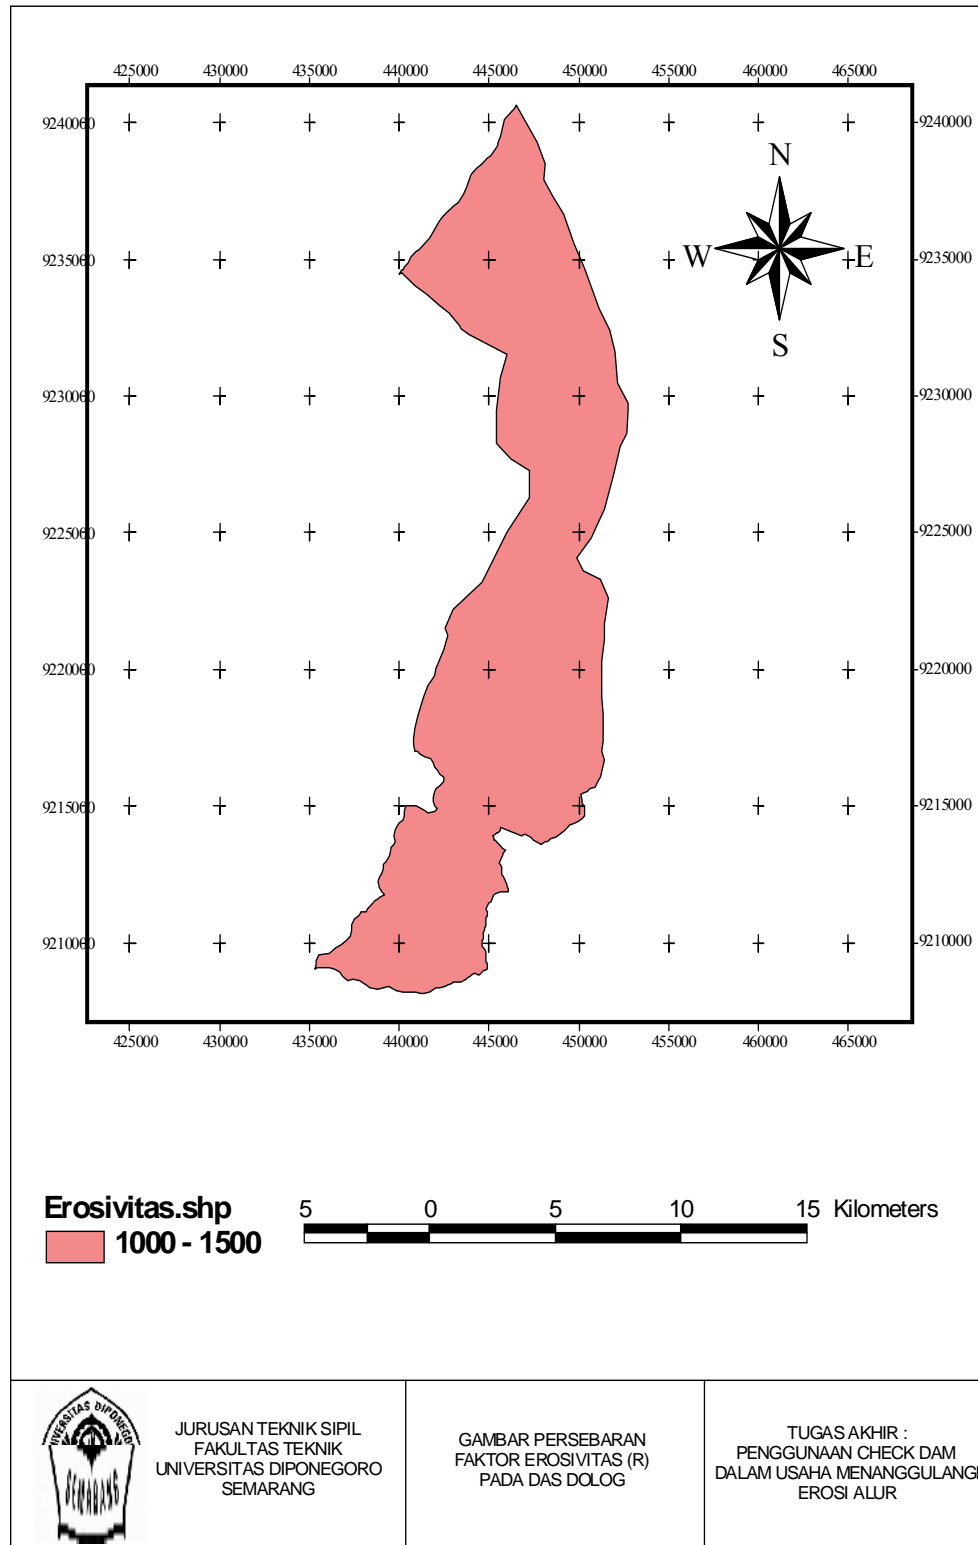 425000 430000 435000 440000 445000 450000 455000 460000 465000
9240000 9240000
N
9235000 W E 9235000
S
9230000 9230000
9225000 9225000
9220000 9220000
9215000 9215000
9210000 9210000
425000 430000 435000 440000 445000 450000 455000 460000 465000
Erosivitas.shp
1000 - 1500
5 0 5 10 15 Kilometers
SEMARANG
JURUSAN TEKNIK SIPIL
FAKULTAS TEKNIK
UNIVERSITAS DIPONEGORO
SEMARANG
GAMBAR PERSEBARAN
FAKTOR EROSIVITAS (R)
PADA DAS DOLOG
TUGAS AKHIR :
PENGGUNAAN CHECK DAM
DALAM USAHA MENANGGULANGI
EROSI ALUR